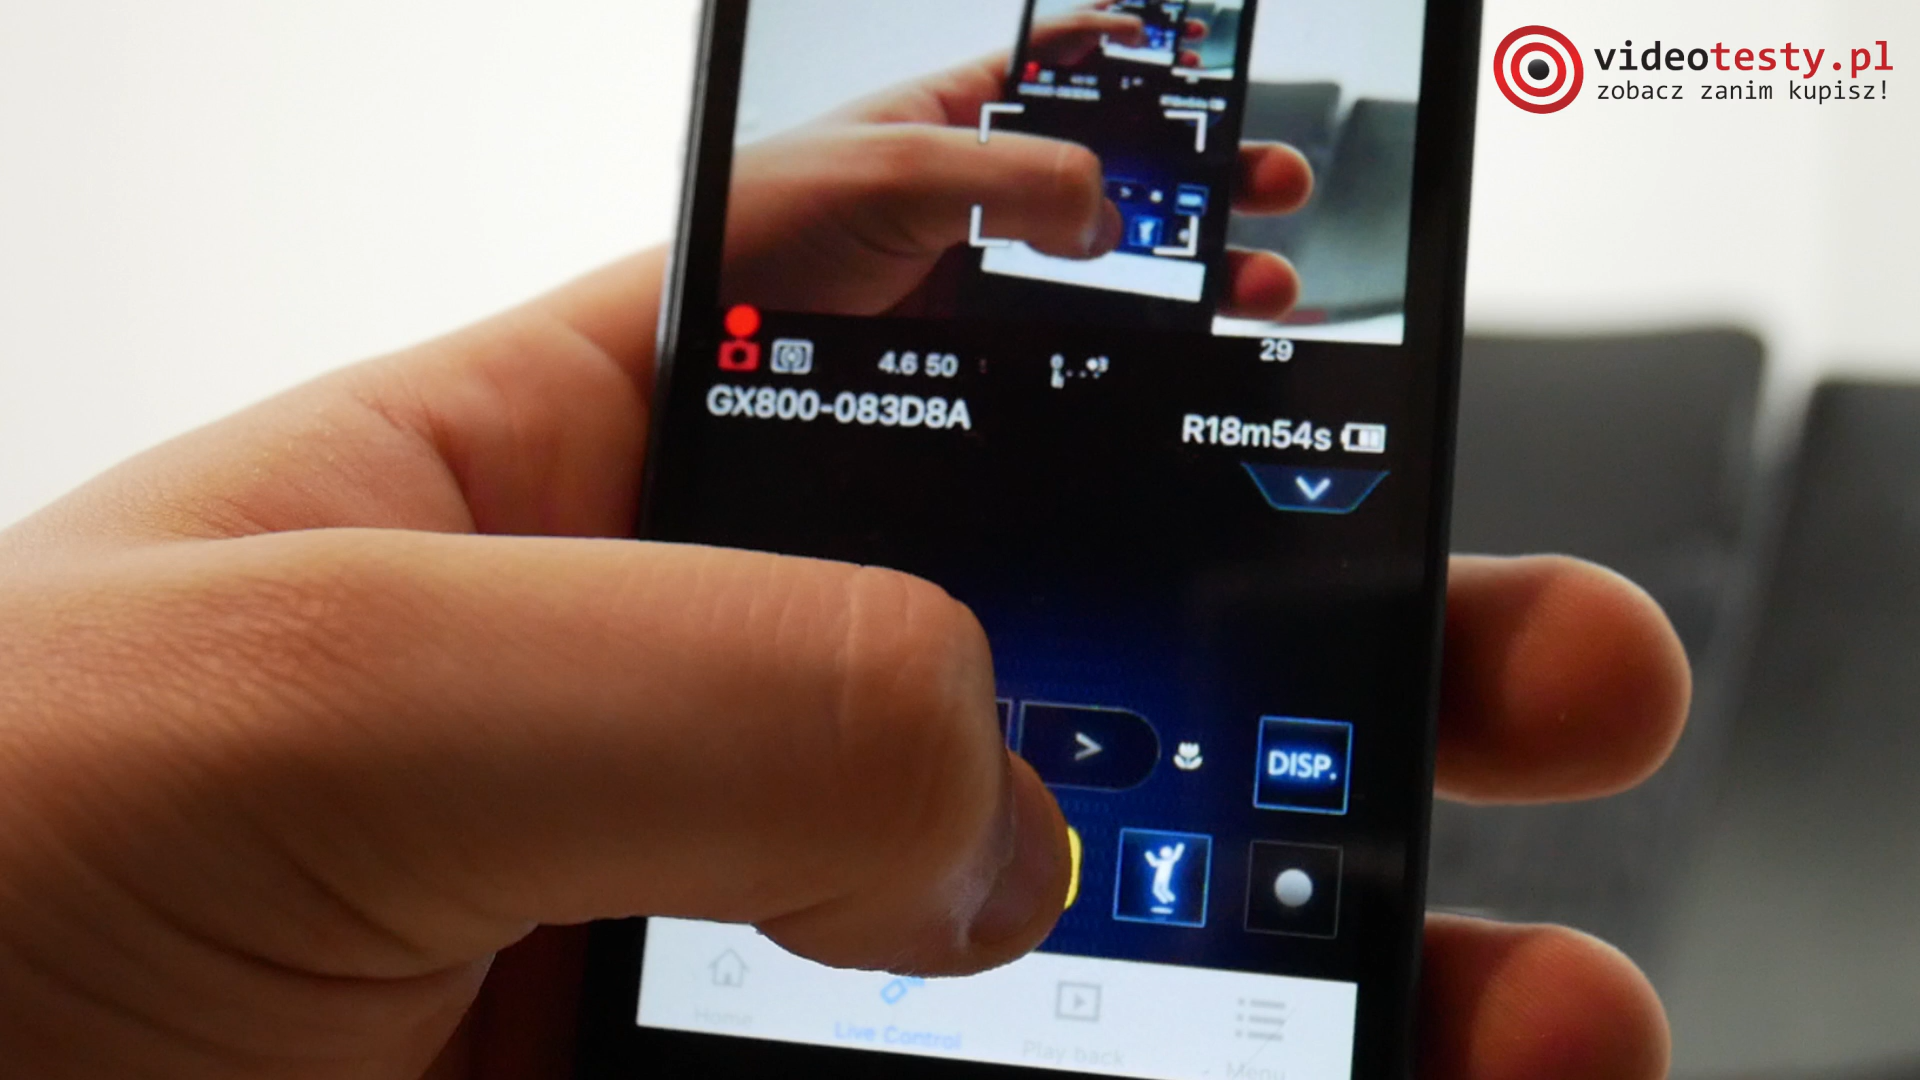 videotesty.pl
zobacz zanim kupisz!
29
4.6 50
GX800-083D8A
R18m54s
>
DISP.
Home
Live Control
Play back
Menu